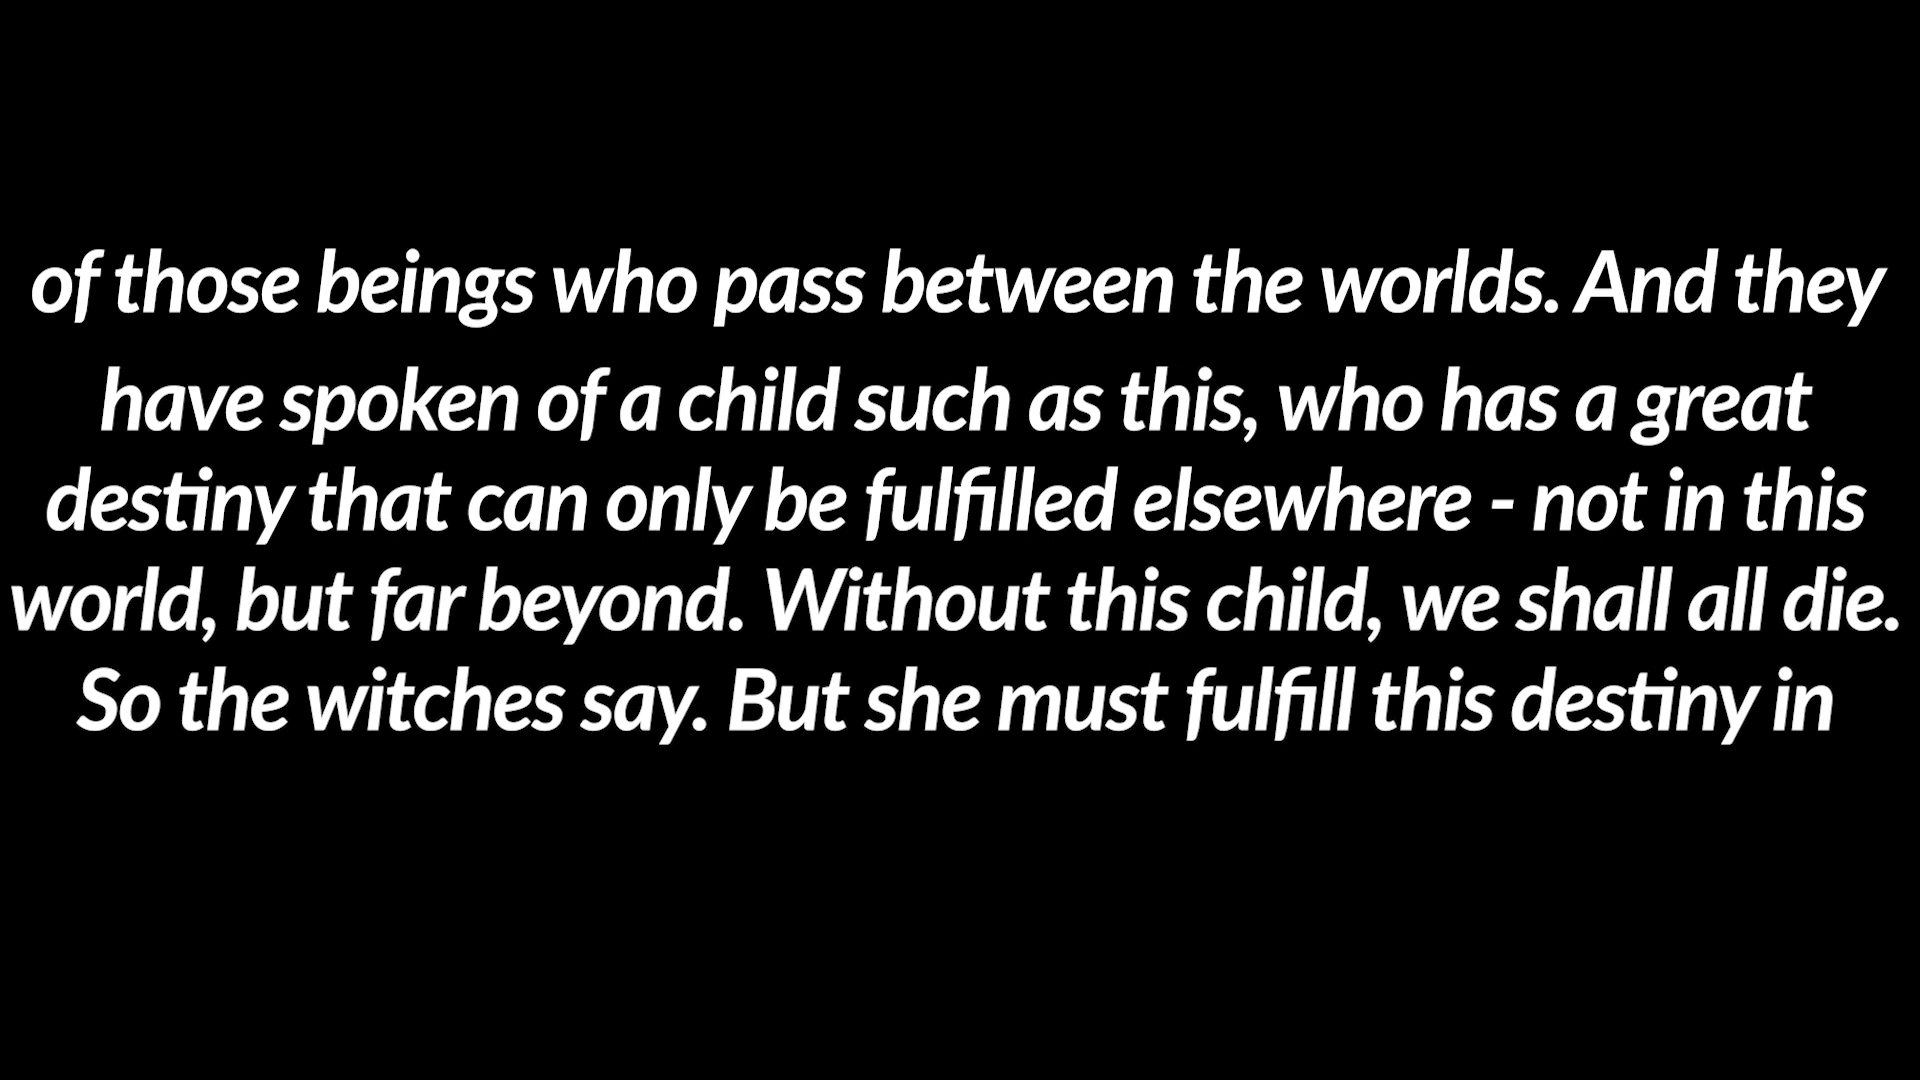 of those beings who pass between the worlds. And they
have spoken of a child such as this, who has a great
destiny that can only be fulfilled elsewhere - not in this
world, but far beyond. Without this child, we shall all die.
So the witches say. But she must fulfill this destiny in